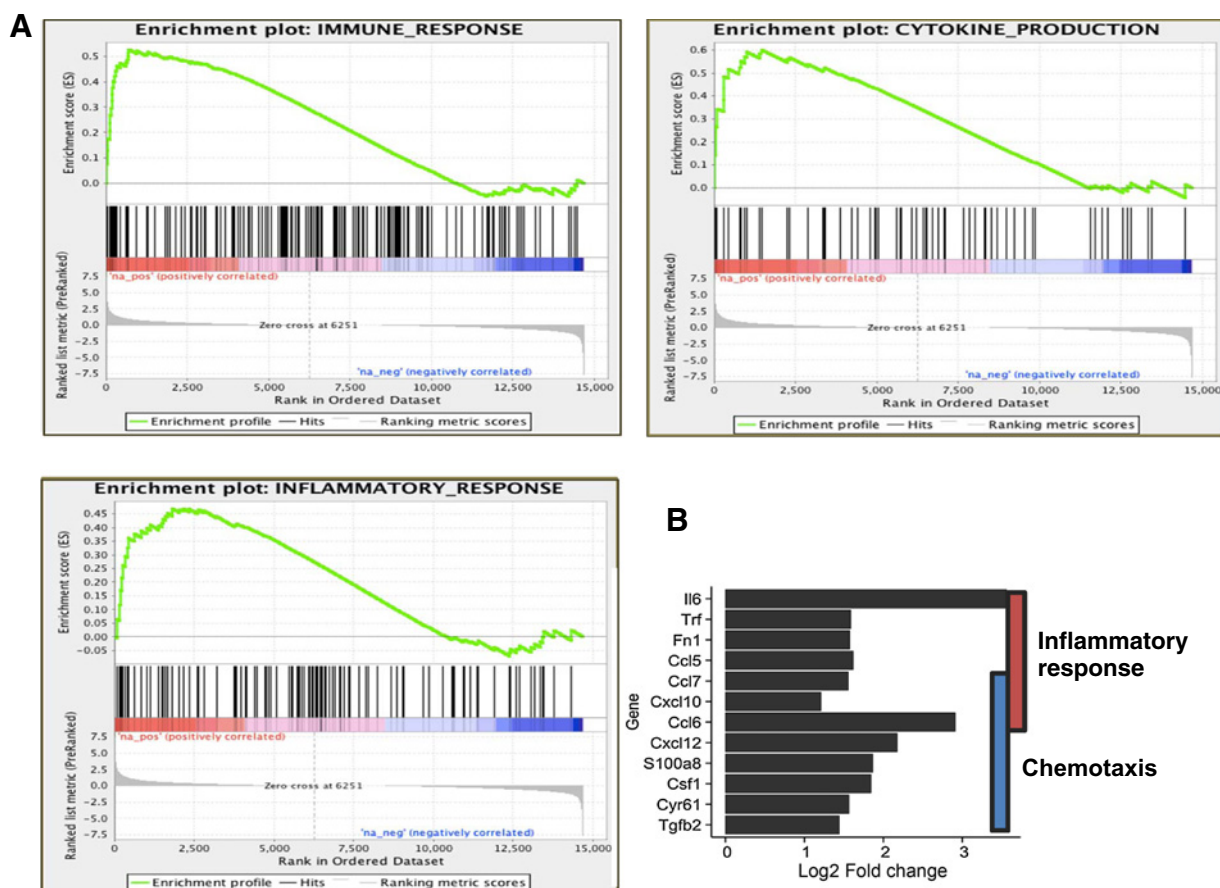 A
Enrichment plot: IMMUNE_RESPONSE
Enrichment score (ES)
0.5
0.4
0.3
0.2
0.1
0.0
'na_pos' (positively correlated)
Ranked list metric (PreRanked)
7.5
5.0
2.5
0.0
-2.5
-5.0
-7.5
Zero cross at 6251
'na_neg' (negatively correlated)
0 2,500 5,000 7,500 10,000 12,500 15,000
Rank in Ordered Dataset
Enrichment profile Hits Ranking metric scores
Enrichment plot: CYTOKINE_PRODUCTION
Enrichment score (ES)
0.6
0.5
0.4
0.3
0.2
0.1
0.0
'na_pos' (positively correlated)
Ranked list metric (PreRanked)
7.5
5.0
2.5
0.0
-2.5
-5.0
-7.5
Zero cross at 6251
'na_neg' (negatively correlated)
0 2,500 5,000 7,500 10,000 12,500 15,000
Rank in Ordered Dataset
Enrichment profile Hits Ranking metric scores
Enrichment plot: INFLAMMATORY_RESPONSE
Enrichment score (ES)
0.45
0.40
0.35
0.30
0.25
0.20
0.15
0.10
0.05
0.00
-0.05
'na_pos' (positively correlated)
Ranked list metric (PreRanked)
7.5
5.0
2.5
0.0
-2.5
-5.0
-7.5
Zero cross at 6251
'na_neg' (negatively correlated)
0 2,500 5,000 7,500 10,000 12,500 15,000
Rank in Ordered Dataset
Enrichment profile Hits Ranking metric scores
B
Gene
Il6
Trf
Fn1
Ccl5
Ccl7
Cxcl10
Ccl6
Cxcl12
S100a8
Csf1
Cyr61
Tgfb2
0 1 2 3
Log2 Fold change
Inflammatory
response
Chemotaxis